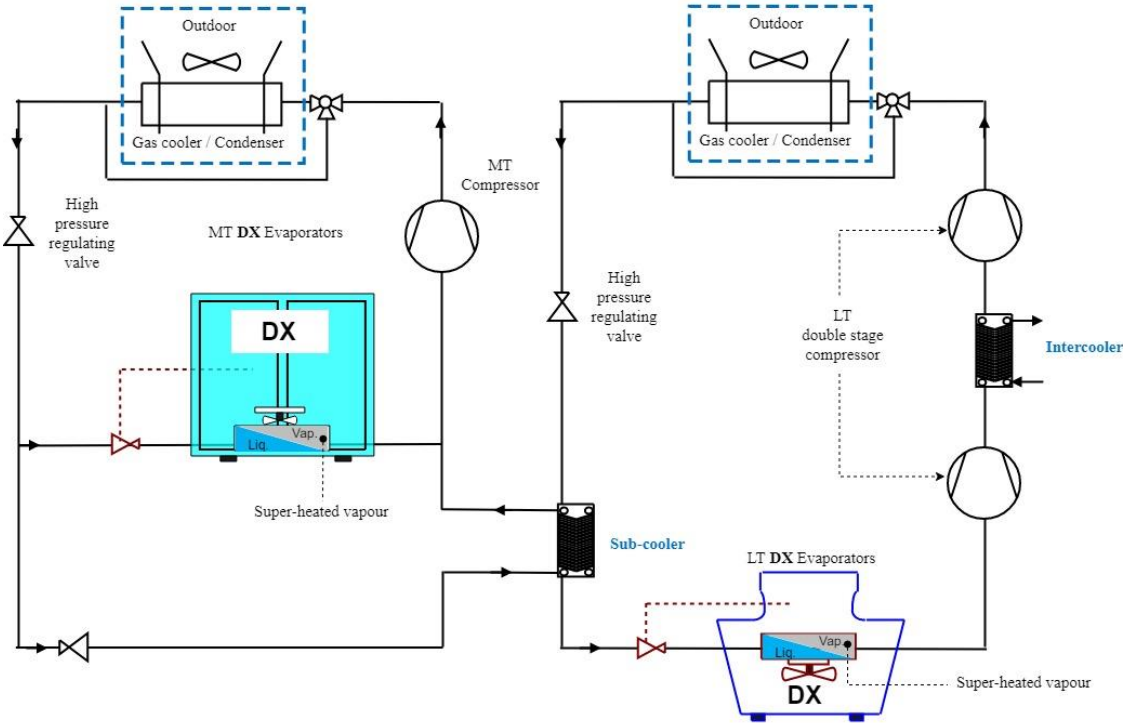 Outdoor
Gas cooler / Condenser
MT
Compressor
High
pressure
regulating
valve
MT DX Evaporators
DX
Vap.
Liq.
Super-heated vapour
Outdoor
Gas cooler / Condenser
High
pressure
regulating
valve
LT
double stage
compressor
Intercooler
Sub-cooler
LT DX Evaporators
Vap.
Liq.
DX
Super-heated vapour